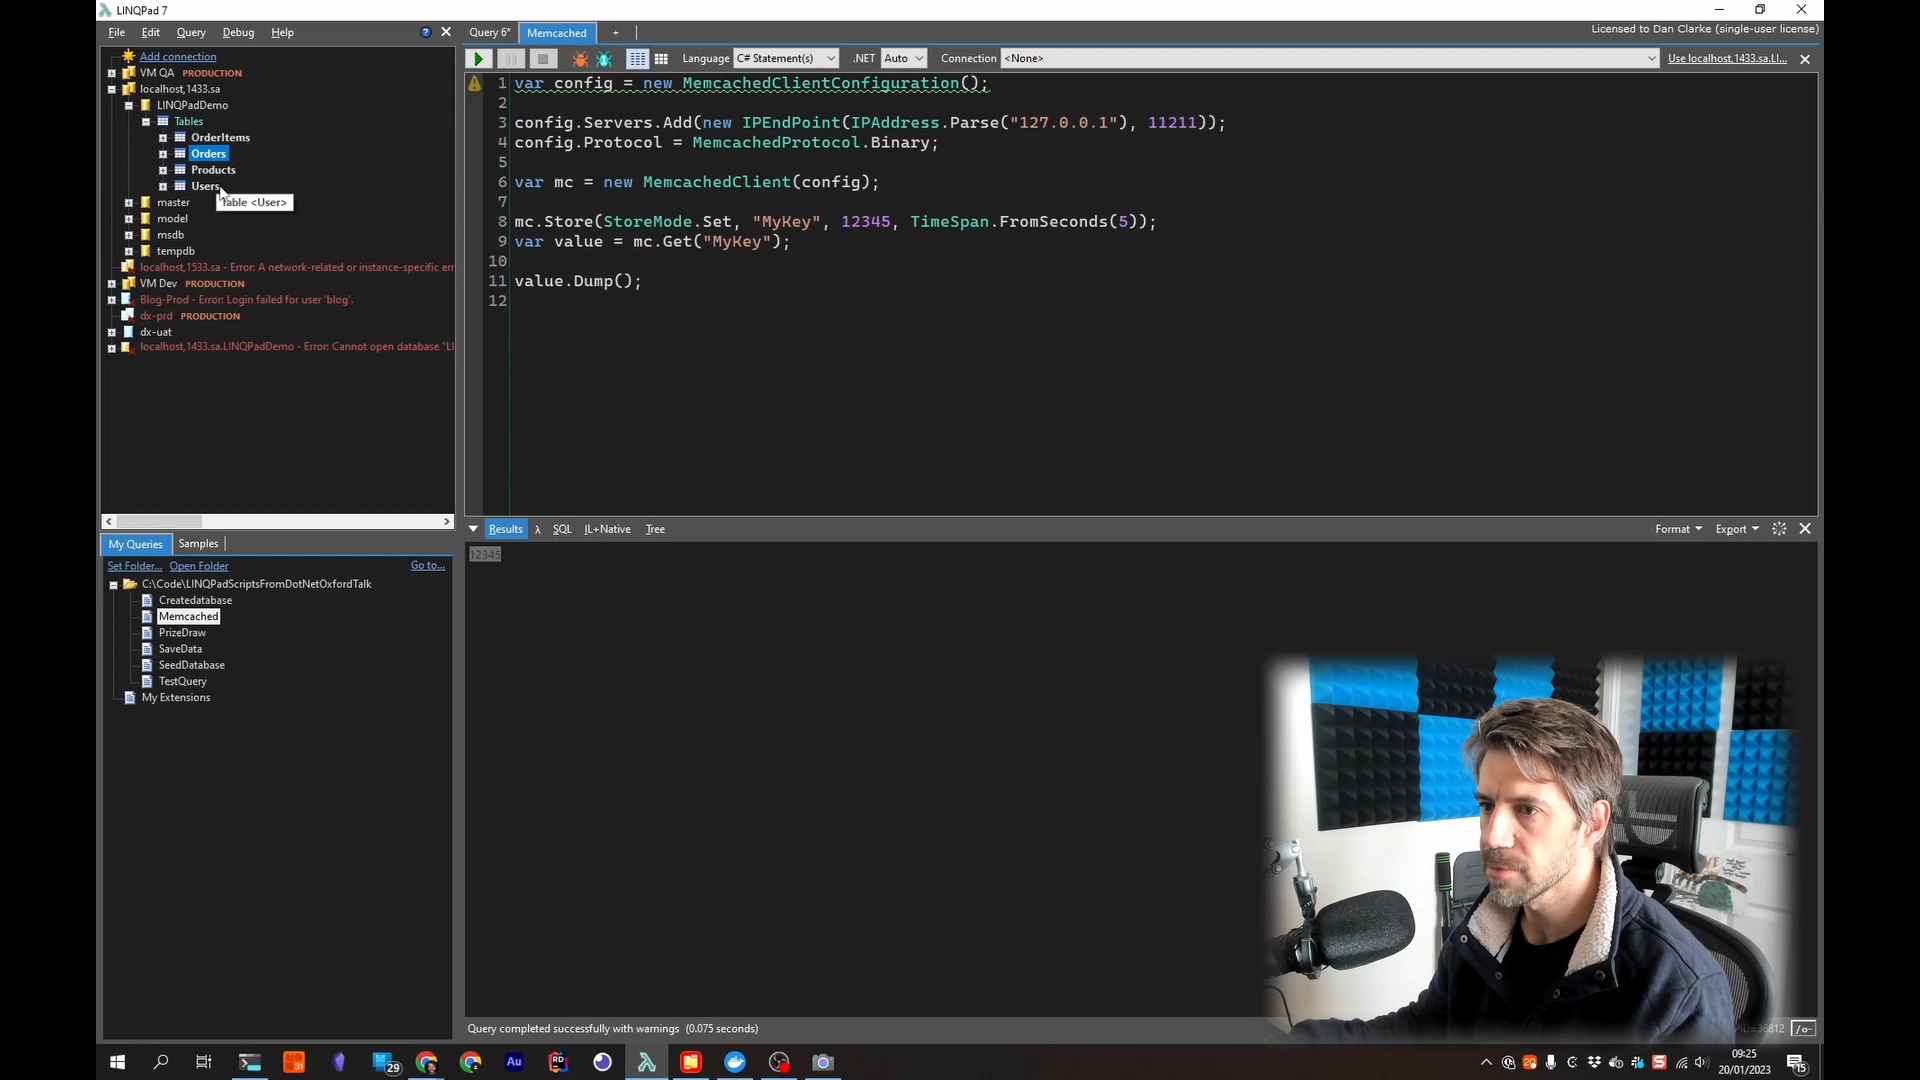 LINQPad 7
File Edit Query Debug Help
Query 6* Memcached +
Licensed to Dan Clarke (single-user license)
Language C# Statement(s) .NET Auto Connection <None> Use localhost,1433.sa.LI...
Add connection
VM QA PRODUCTION
localhost,1433.sa
LINQPadDemo
Tables
OrderItems
Orders
Products
Users
Table <User>
master
model
msdb
tempdb
localhost,1533.sa - Error: A network-related or instance-specific err
VM Dev PRODUCTION
Blog-Prod - Error: Login failed for user 'blog'.
dx-prd PRODUCTION
dx-uat
localhost,1433.sa.LINQPadDemo - Error: Cannot open database "LI
1 var config = new MemcachedClientConfiguration();
2
3 config.Servers.Add(new IPEndPoint(IPAddress.Parse("127.0.0.1"), 11211));
4 config.Protocol = MemcachedProtocol.Binary;
5
6 var mc = new MemcachedClient(config);
7
8 mc.Store(StoreMode.Set, "MyKey", 12345, TimeSpan.FromSeconds(5));
9 var value = mc.Get("MyKey");
10
11 value.Dump();
12
Results λ SQL IL+Native Tree
Format Export
12345
My Queries Samples
Set Folder... Open Folder Go to...
C:\Code\LINQPadScriptsFromDotNetOxfordTalk
Createdatabase
Memcached
PrizeDraw
SaveData
SeedDatabase
TestQuery
My Extensions
Query completed successfully with warnings (0.075 seconds)
PID=36812 /o-
31 29 Au RD
09:25
20/01/2023
15